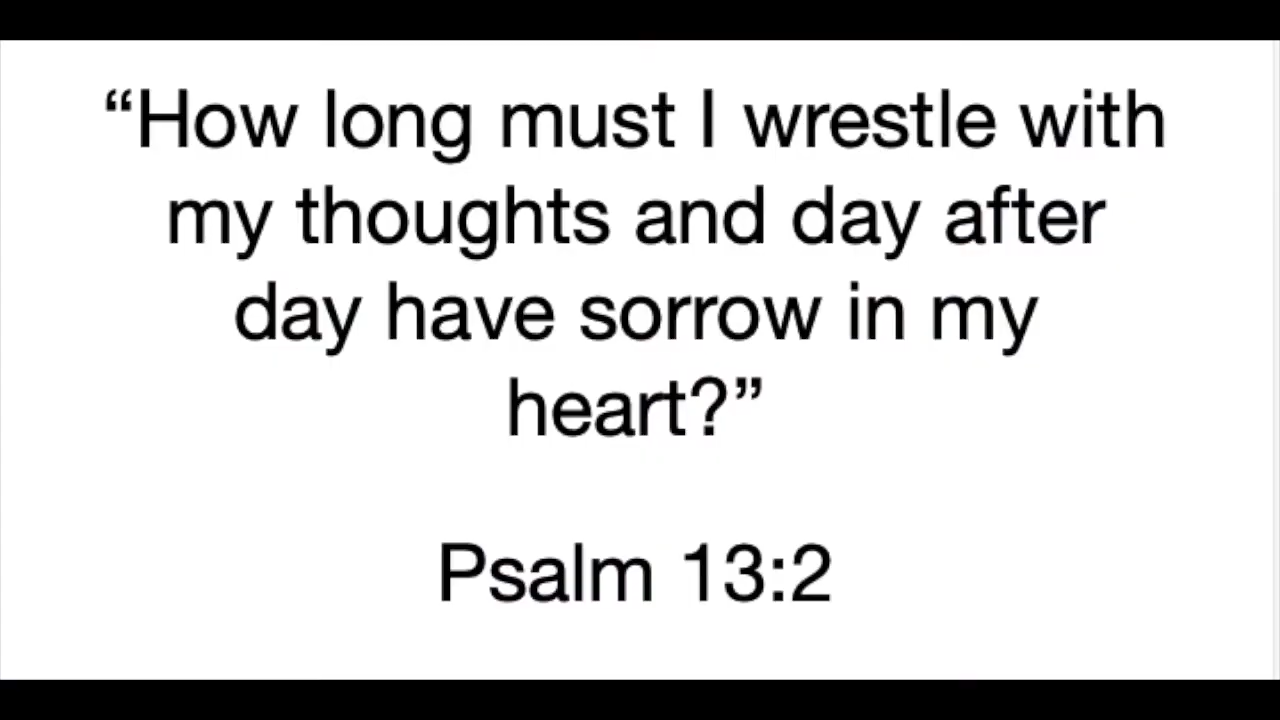 “How long must I wrestle with
my thoughts and day after
day have sorrow in my
heart?”
Psalm 13:2